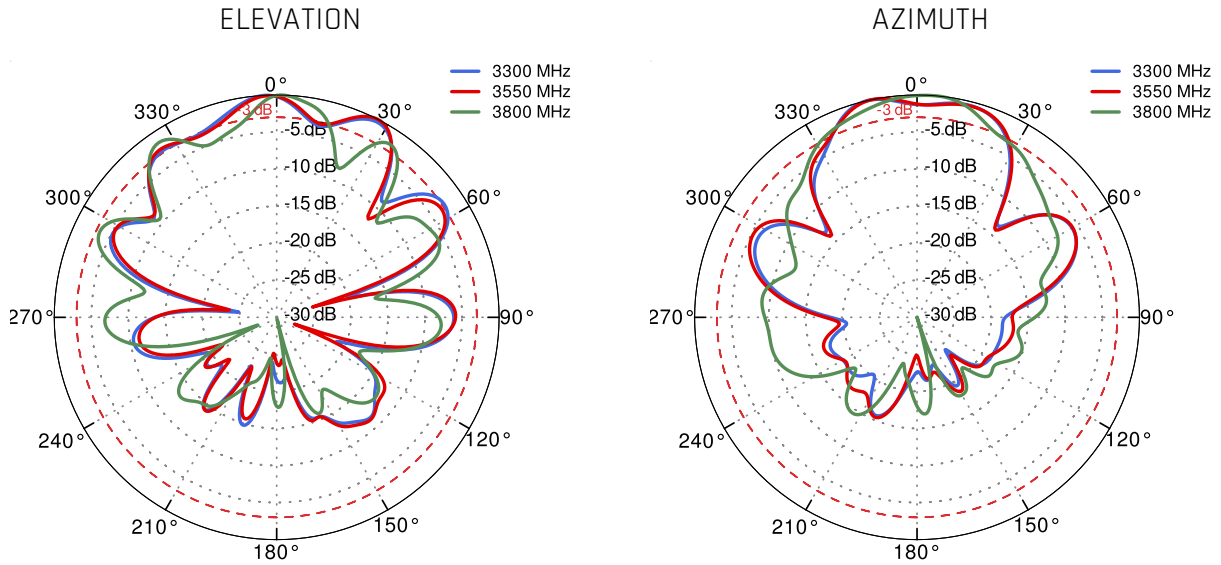 ELEVATION
3300 MHz
3550 MHz
3800 MHz
0°
330°
30°
-3 dB
-5 dB
-10 dB
300°
60°
-15 dB
-20 dB
-25 dB
-30 dB
270°
90°
240°
120°
210°
150°
180°
AZIMUTH
3300 MHz
3550 MHz
3800 MHz
0°
330°
30°
-3 dB
-5 dB
-10 dB
300°
60°
-15 dB
-20 dB
-25 dB
-30 dB
270°
90°
240°
120°
210°
150°
180°